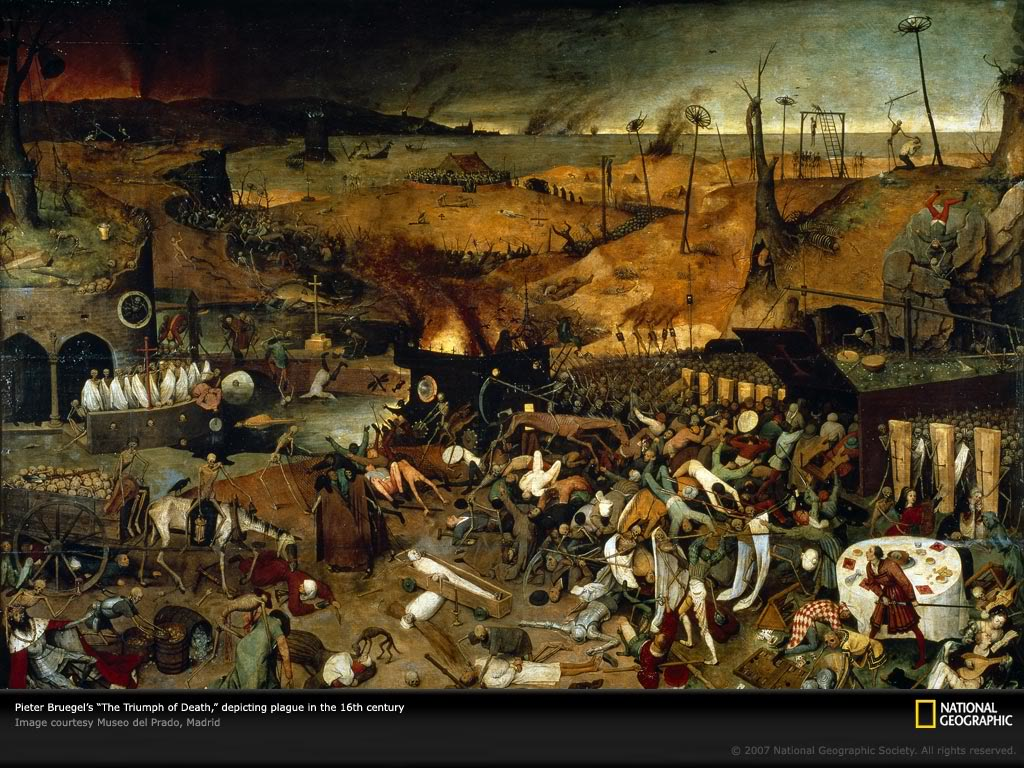 Pieter Bruegel’s “The Triumph of Death,” depicting plague in the 16th century
Image courtesy Museo del Prado, Madrid
NATIONAL
GEOGRAPHIC
© 2007 National Geographic Society. All rights reserved.